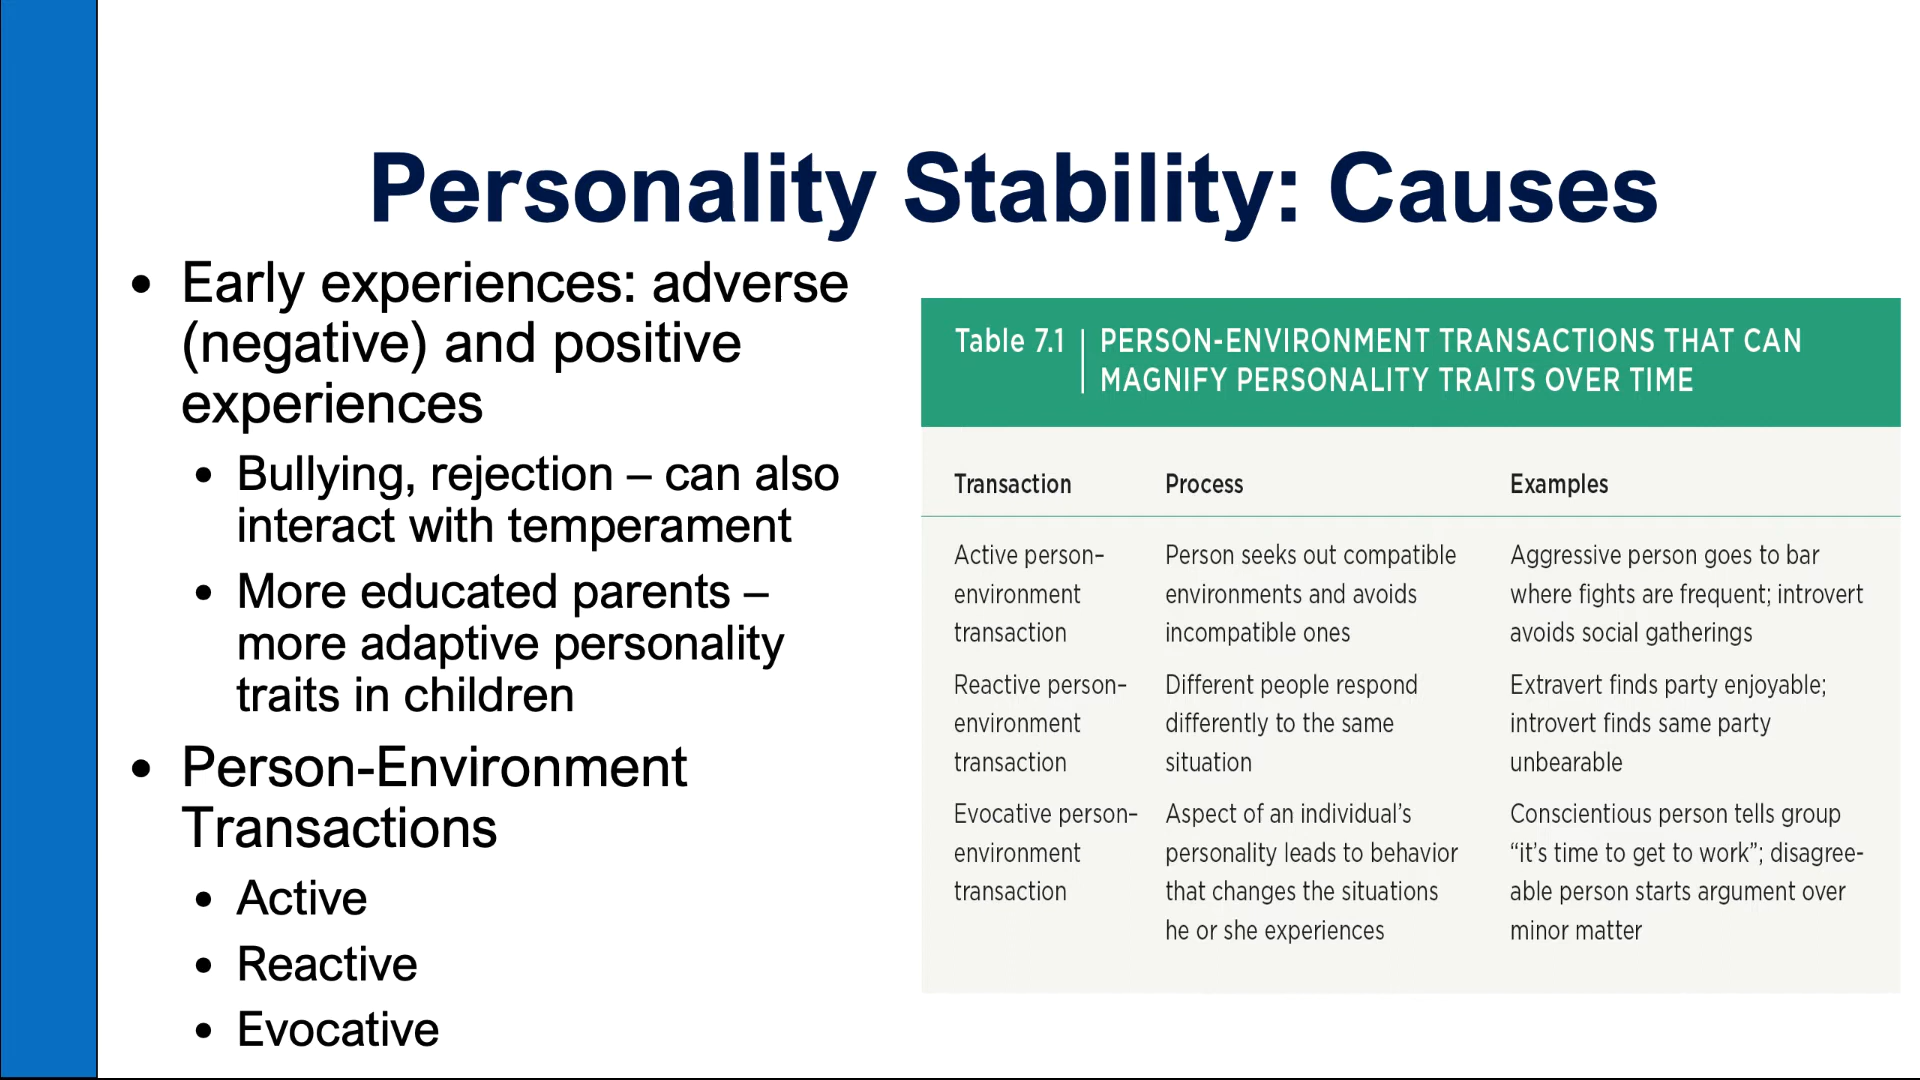 Personality Stability: Causes
• Early experiences: adverse
(negative) and positive
experiences
• Bullying, rejection – can also
interact with temperament
• More educated parents –
more adaptive personality
traits in children
• Person-Environment
Transactions
• Active
• Reactive
• Evocative
Table 7.1 | PERSON-ENVIRONMENT TRANSACTIONS THAT CAN
MAGNIFY PERSONALITY TRAITS OVER TIME
Transaction Process Examples
Active person– Person seeks out compatible Aggressive person goes to bar
environment environments and avoids where fights are frequent; introvert
transaction incompatible ones avoids social gatherings
Reactive person– Different people respond Extravert finds party enjoyable;
environment differently to the same introvert finds same party
transaction situation unbearable
Evocative person– Aspect of an individual’s Conscientious person tells group
environment personality leads to behavior “it’s time to get to work”; disagree-
transaction that changes the situations able person starts argument over
he or she experiences minor matter